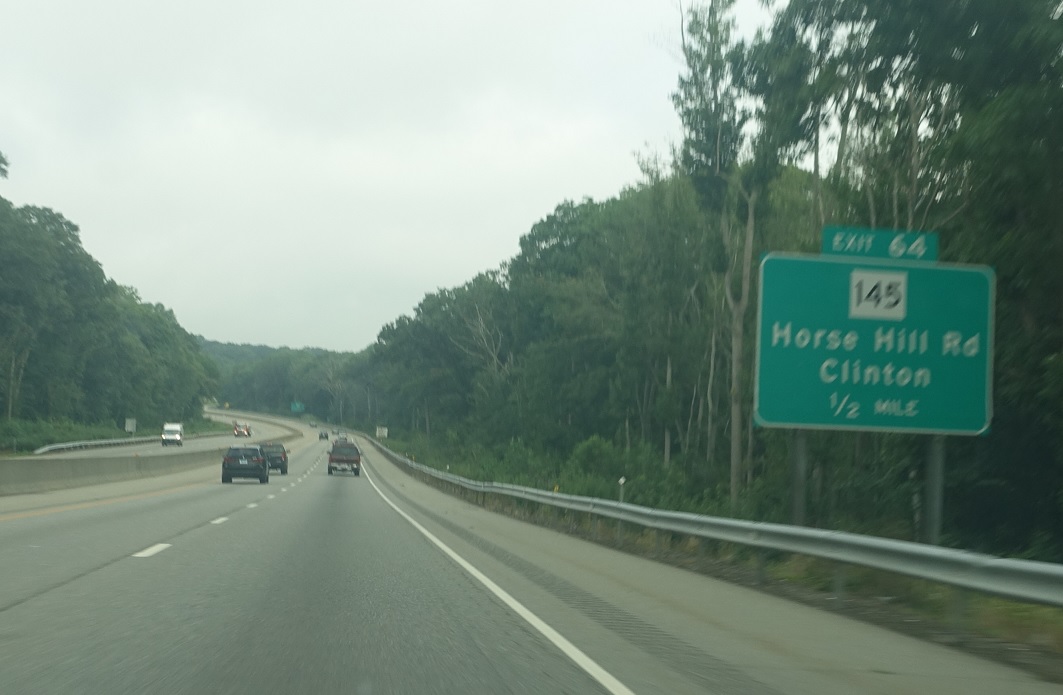 EXIT 64
145
Horse Hill Rd
Clinton
1/2 MILE